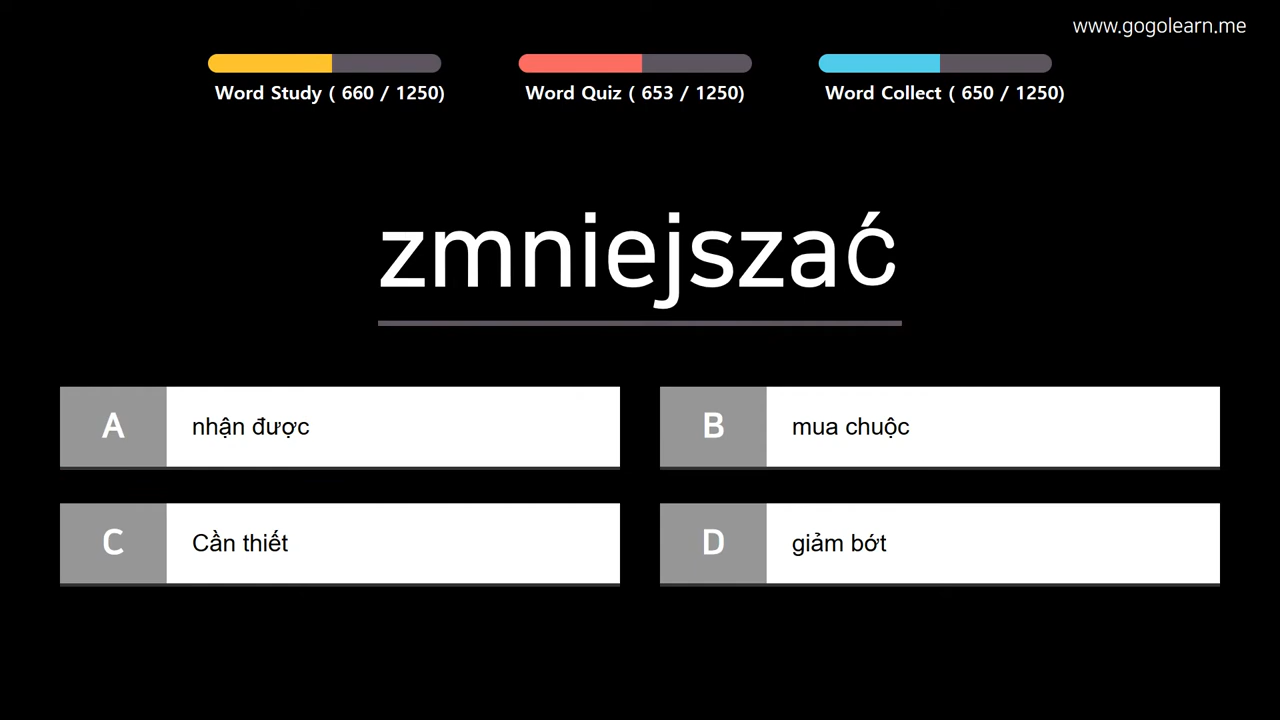 www.gogolearn.me
Word Study ( 660 / 1250)
Word Quiz ( 653 / 1250)
Word Collect ( 650 / 1250)
zmniejszać
A nhận được
B mua chuộc
C Cần thiết
D giảm bớt